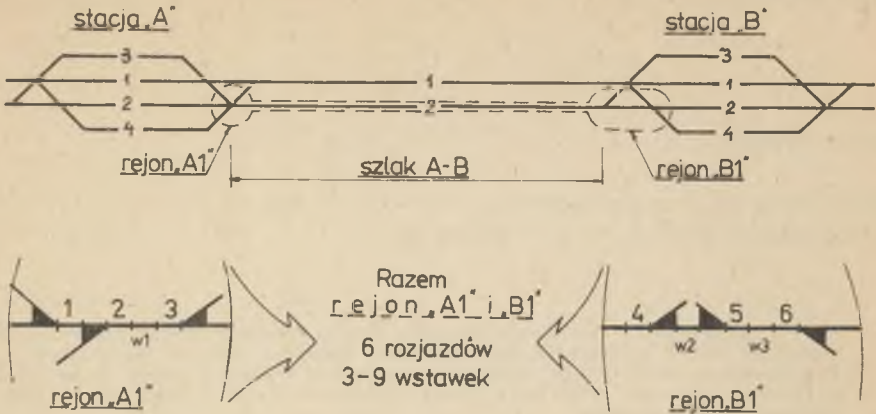 stacja „A"
stacja „B"
3
3
1
1
1
2
2
2
4
4
rejon „A1"
szlak A-B
rejon „B1"
1 2 3
w1
rejon „A1"
Razem
rejon „A1" i „B1"
6 rozjazdów
3-9 wstawek
4 5 6
w2 w3
rejon „B1"